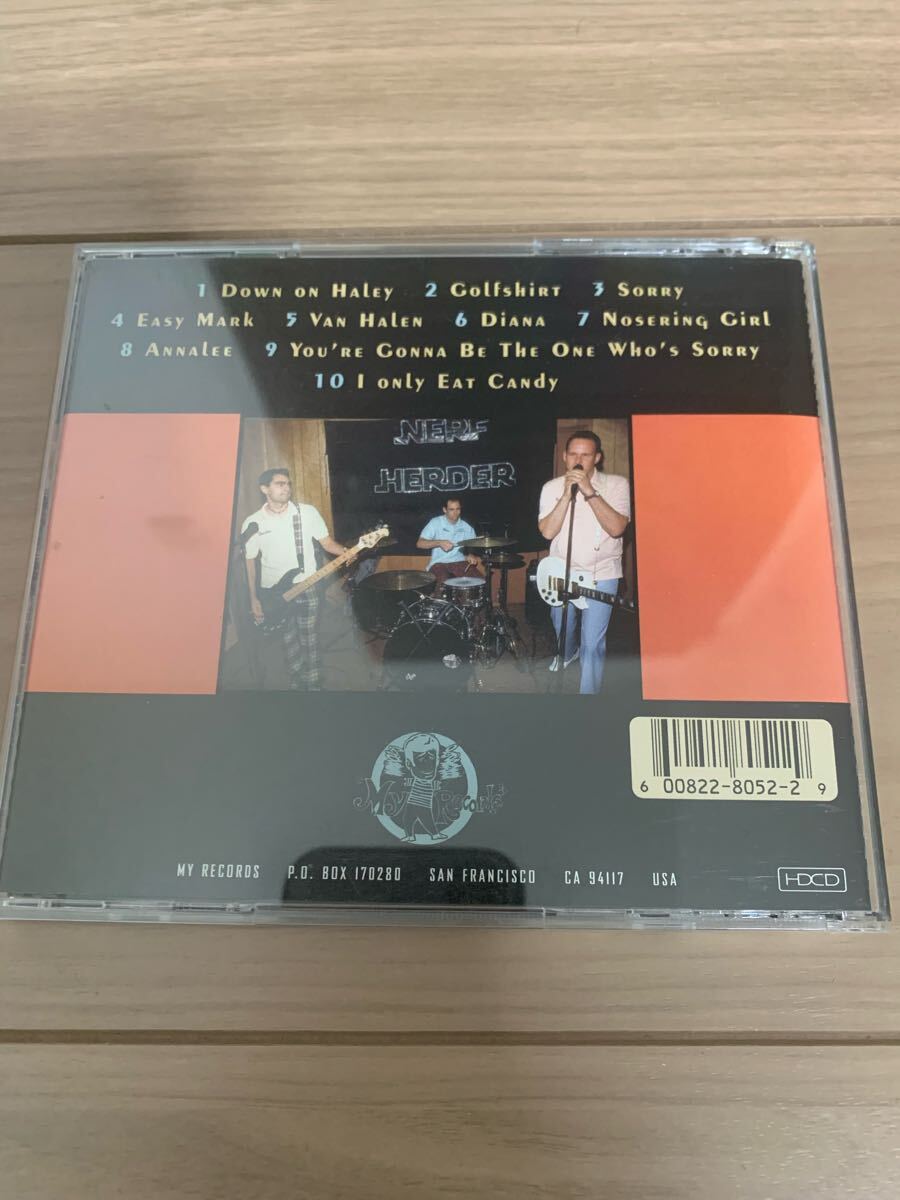 1 Down on Haley 2 Golfshirt 3 Sorry
4 Easy Mark 5 Van Halen 6 Diana 7 Nosering Girl
8 Annalee 9 You're Gonna Be The One Who's Sorry
10 I only Eat Candy
NERF
HERDER
My Records
6 00822-8052-2 9
MY RECORDS P.O. BOX 170280 SAN FRANCISCO CA 94117 USA
HDCD